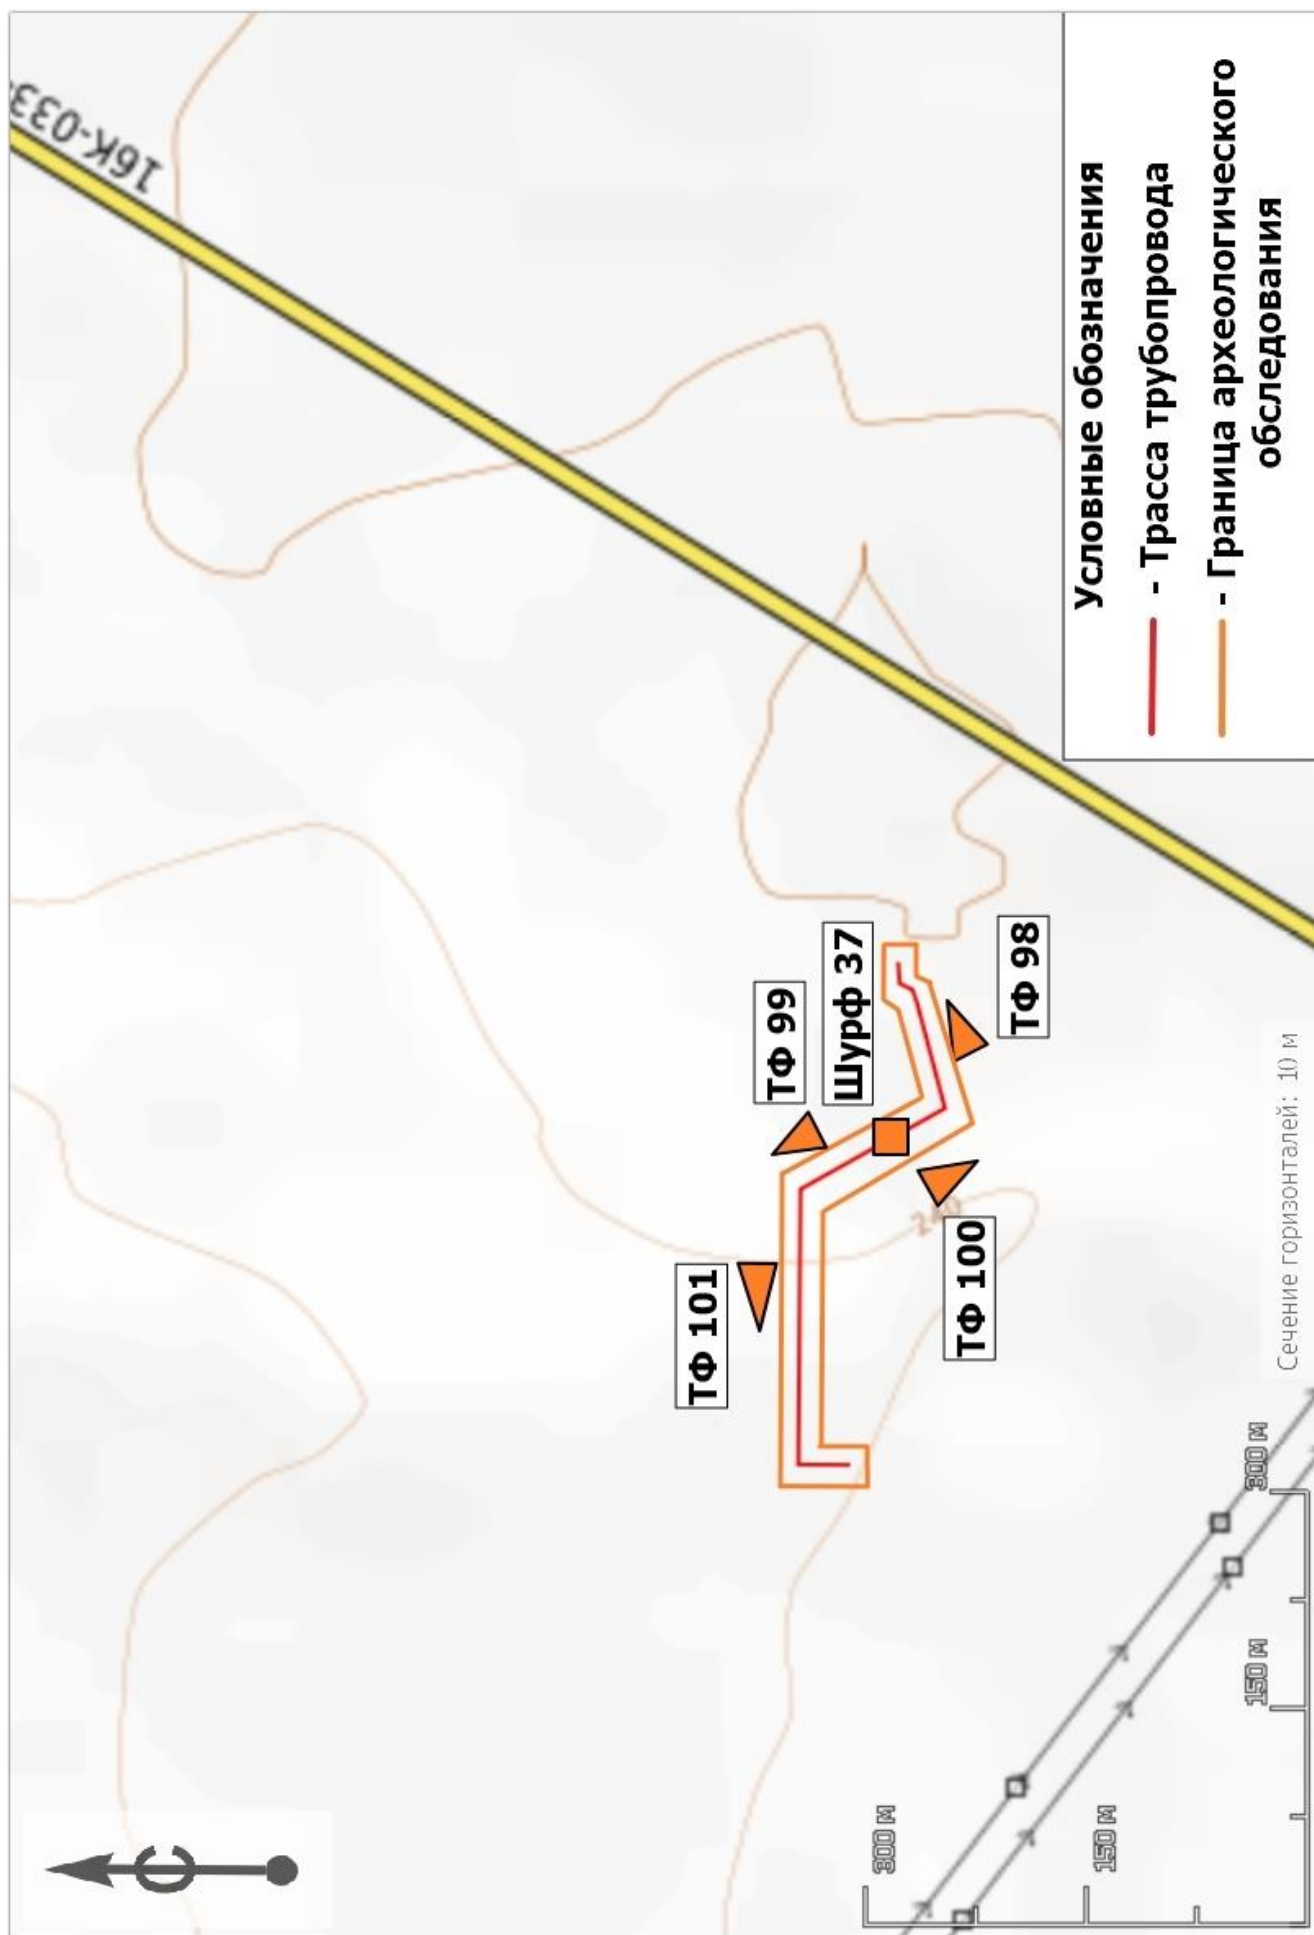 16К-033
ТФ 99
Шурф 37
ТФ 98
ТФ 101
ТФ 100
240
С
300 м
150 м
150 м
300 м
Сечение горизонталей: 10 м
Условные обозначения
- Трасса трубопровода
- Граница археологического
обследования